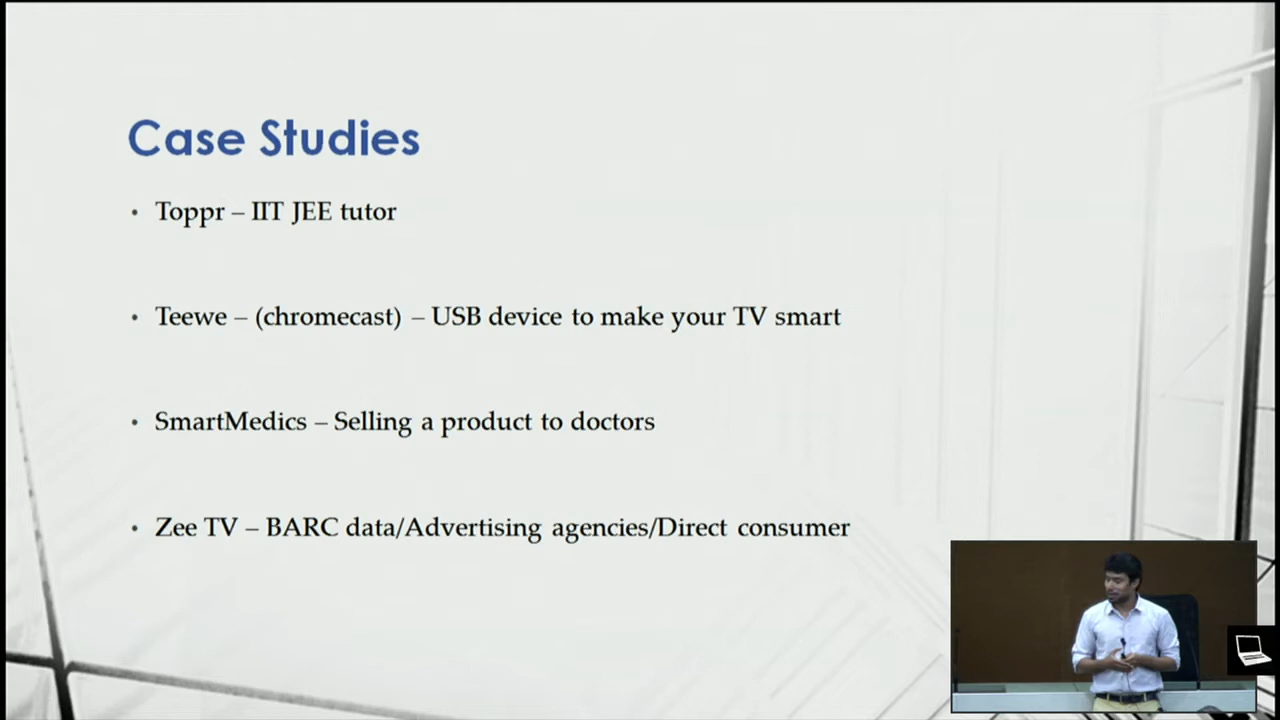 Case Studies
• Toppr – IIT JEE tutor
• Teewe – (chromecast) – USB device to make your TV smart
• SmartMedics – Selling a product to doctors
• Zee TV – BARC data/Advertising agencies/Direct consumer